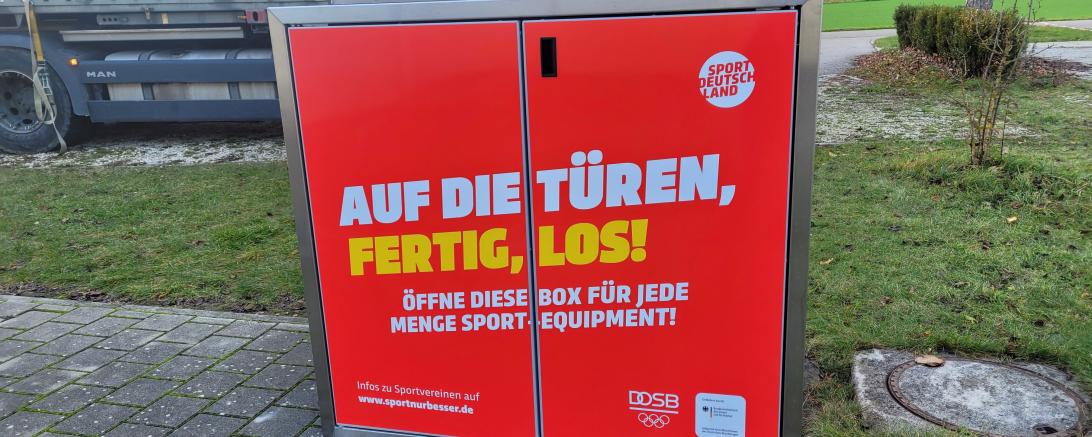 MAN
SPORT
DEUTSCH
LAND
AUF DIE TÜREN,
FERTIG, LOS!
ÖFFNE DIESE BOX FÜR JEDE
MENGE SPORT-EQUIPMENT!
Infos zu Sportvereinen auf
www.sportnurbesser.de
DOSB